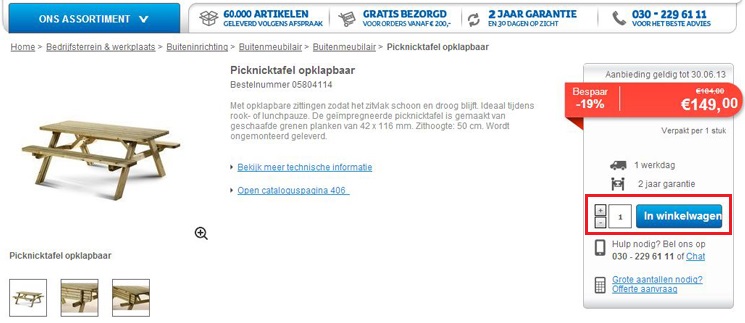 ONS ASSORTIMENT
60.000 ARTIKELEN
GELEVERD VOLGENS AFSPRAAK
GRATIS BEZORGD
VOOR ORDERS VANAF € 200,-
2 JAAR GARANTIE
EN 30 DAGEN OP ZICHT
030 - 229 61 11
VOOR HET BESTE ADVIES
Home > Bedrijfsterrein & werkplaats > Buiteninrichting > Buitenmeubilair > Buitenmeubilair > Picknicktafel opklapbaar
Picknicktafel opklapbaar
Bestelnummer 05804114
Met opklapbare zittingen zodat het zitvlak schoon en droog blijft. Ideaal tijdens
rook- of lunchpauze. De geïmpregneerde picknicktafel is gemaakt van
geschaafde grenen planken van 42 x 116 mm. Zithoogte: 50 cm. Wordt
ongemonteerd geleverd.
Bekijk meer technische informatie
Open cataloguspagina 406
Picknicktafel opklapbaar
Aanbieding geldig tot 30.06.13
Bespaar
-19%
€184,00
€149,00
Verpakt per 1 stuk
1 werkdag
2 jaar garantie
+
-
1
In winkelwagen
Hulp nodig? Bel ons op
030 - 229 61 11 of Chat
Grote aantallen nodig?
Offerte aanvraag